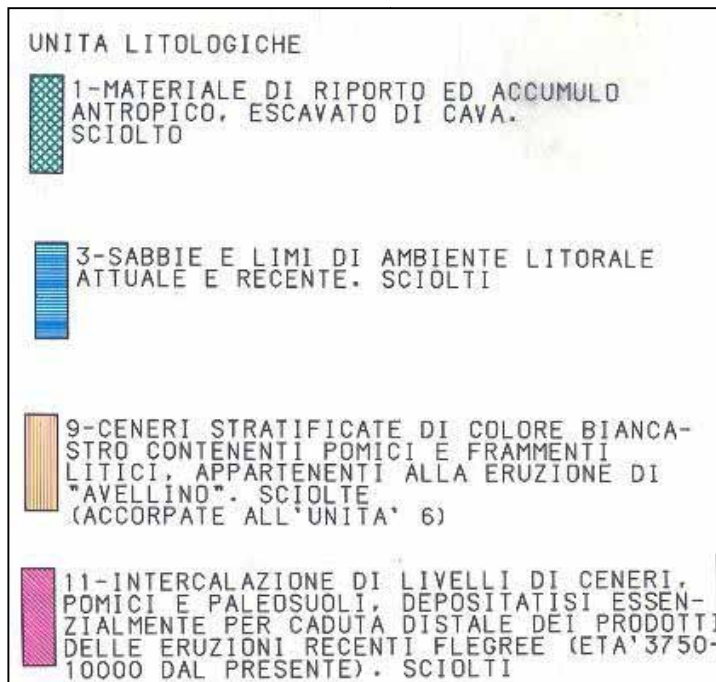 UNITA LITOLOGICHE
1-MATERIALE DI RIPORTO ED ACCUMULO
ANTROPICO, ESCAVATO DI CAVA.
SCIOLTO
3-SABBIE E LIMI DI AMBIENTE LITORALE
ATTUALE E RECENTE. SCIOLTI
9-CENERI STRATIFICATE DI COLORE BIANCA-
STRO CONTENENTI POMICI E FRAMMENTI
LITICI, APPARTENENTI ALLA ERUZIONE DI
"AVELLINO". SCIOLTE
(ACCORPATE ALL'UNITA' 6)
11-INTERCALAZIONE DI LIVELLI DI CENERI,
POMICI E PALEOSUOLI, DEPOSITATISI ESSEN-
ZIALMENTE PER CADUTA DISTALE DEI PRODOTTI
DELLE ERUZIONI RECENTI FLEGREE (ETA'3750-
10000 DAL PRESENTE). SCIOLTI